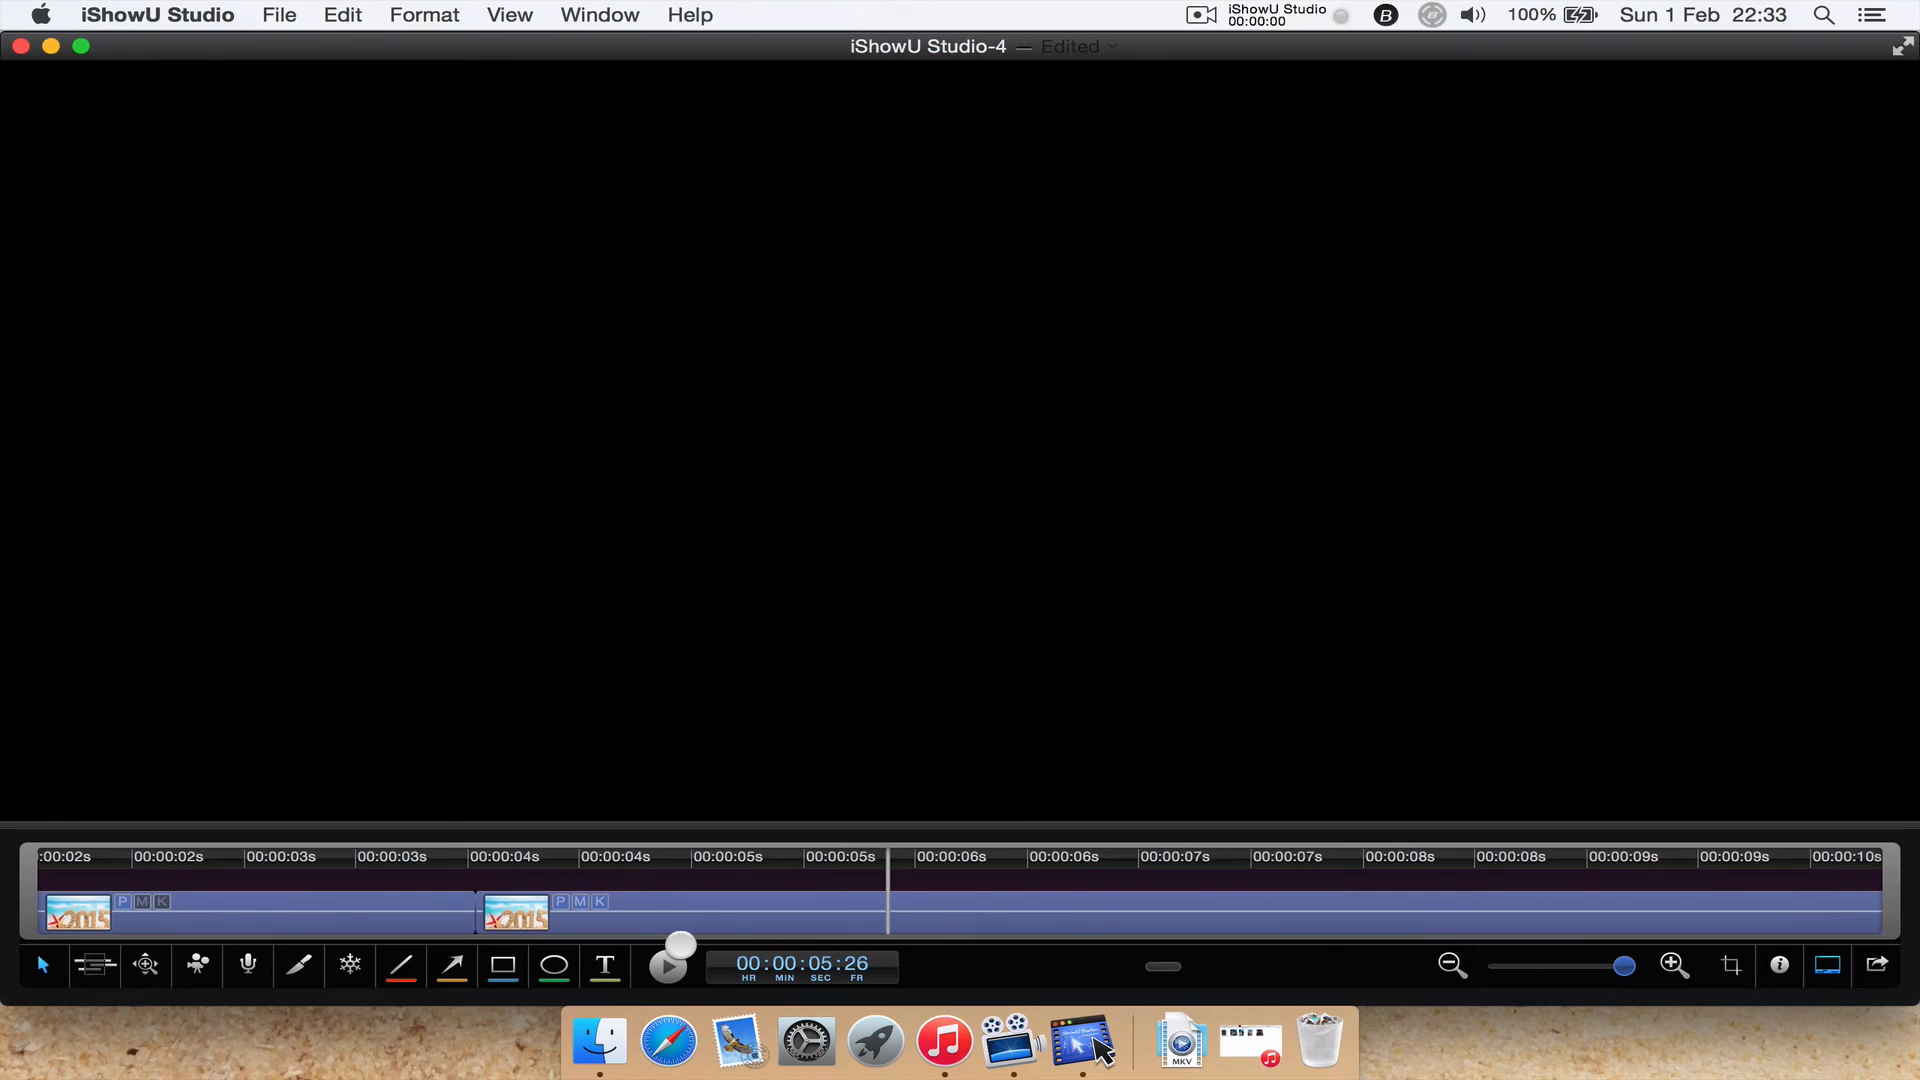 iShowU Studio File Edit Format View Window Help iShowU Studio 00:00:00 B 100% Sun 1 Feb 22:33
iShowU Studio-4 — Edited
:00:02s 00:00:02s 00:00:03s 00:00:03s 00:00:04s 00:00:04s 00:00:05s 00:00:05s 00:00:06s 00:00:06s 00:00:07s 00:00:07s 00:00:08s 00:00:08s 00:00:09s 00:00:09s 00:00:10s
P M K P M K
2015 2015
T 00:00:05:26
HR MIN SEC FR
iShowU Studio
MKV